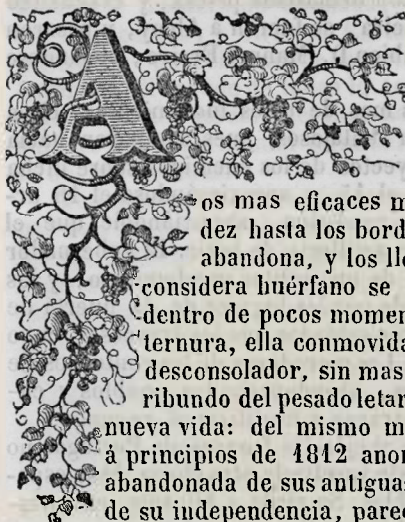 A
os mas eficaces m
dez hasta los bord
abandona, y los lle
considera huérfano se
dentro de pocos momen
ternura, ella conmovida
desconsolador, sin mas
ribundo del pesado letar
nueva vida: del mismo m
á principios de 1812 anon
abandonada de sus antiguas
de su independencia, parec